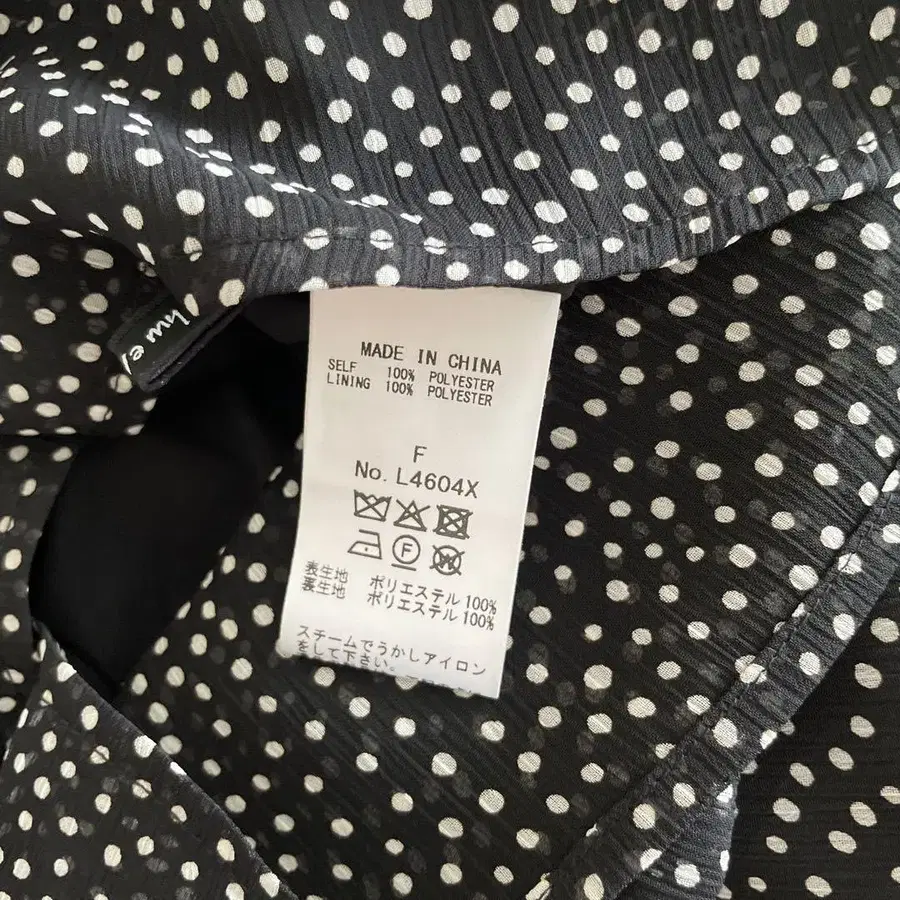 MADE IN CHINA
SELF 100% POLYESTER
LINING 100% POLYESTER
F
No. L4604X
F
W
表生地 ポリエステル 100%
裏生地 ポリエステル 100%
スチームでうかしアイロン
をして下さい。